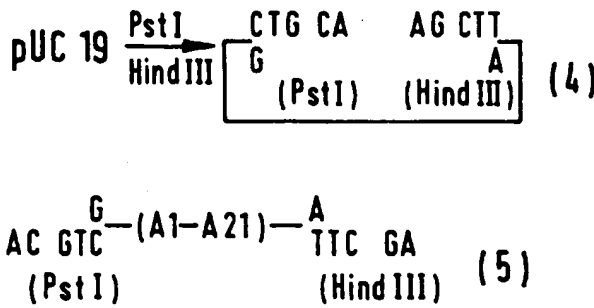 pUC 19 PstI CTG CA AG CTT
HindIII G A
(PstI) (HindIII) (4)
G—(A1—A21)—A
AC GTC TTC GA (5)
(PstI) (HindIII)